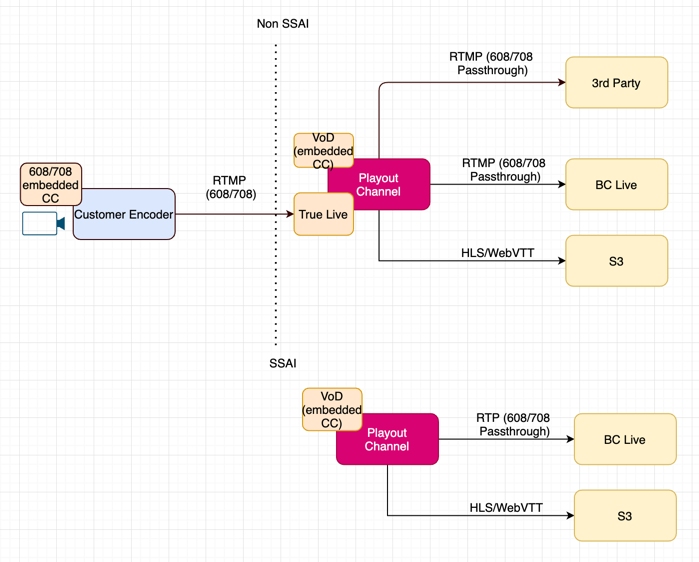 Non SSAI
RTMP (608/708
Passthrough)
3rd Party
VoD
(embedded
CC)
608/708
embedded
CC
RTMP
(608/708)
Playout
Channel
RTMP (608/708
Passthrough)
BC Live
Customer Encoder
True Live
HLS/WebVTT
S3
SSAI
VoD
(embedded
CC)
Playout
Channel
RTP (608/708
Passthrough)
BC Live
HLS/WebVTT
S3